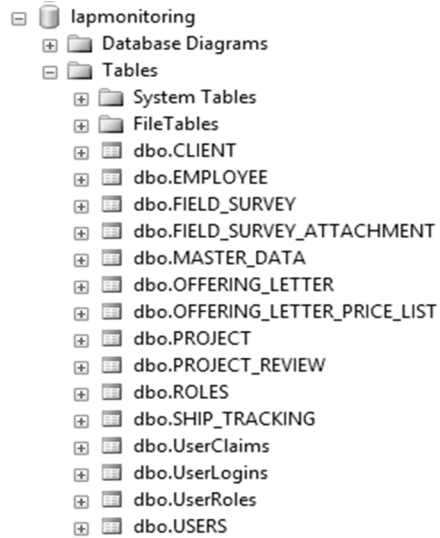 lapmonitoring
Database Diagrams
Tables
System Tables
FileTables
dbo.CLIENT
dbo.EMPLOYEE
dbo.FIELD_SURVEY
dbo.FIELD_SURVEY_ATTACHMENT
dbo.MASTER_DATA
dbo.OFFERING_LETTER
dbo.OFFERING_LETTER_PRICE_LIST
dbo.PROJECT
dbo.PROJECT_REVIEW
dbo.ROLES
dbo.SHIP_TRACKING
dbo.UserClaims
dbo.UserLogins
dbo.UserRoles
dbo.USERS